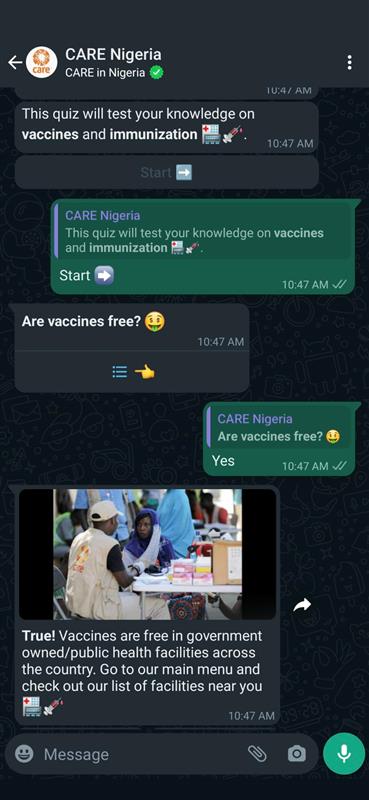 CARE Nigeria
CARE in Nigeria
care
10:47 AM
This quiz will test your knowledge on
vaccines and immunization 🏥💉.
10:47 AM
Start ➡️
CARE Nigeria
This quiz will test your knowledge on vaccines
and immunization 🏥💉.
Start ➡️
10:47 AM
Are vaccines free? 🤑
10:47 AM
👈
CARE Nigeria
Are vaccines free? 🤑
Yes
10:47 AM
True! Vaccines are free in government
owned/public health facilities across
the country. Go to our main menu and
check out our list of facilities near you
🏥💉
10:47 AM
Message